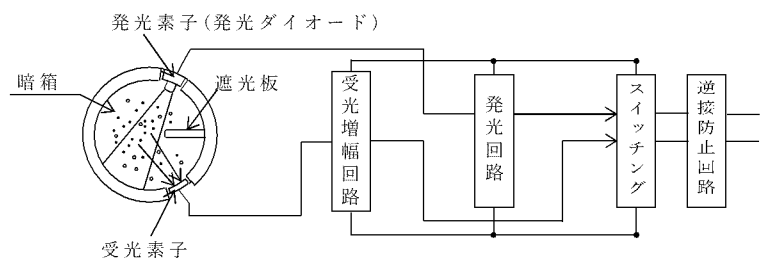 発光素子(発光ダイオード)
暗箱
遮光板
受光増幅回路
発光回路
スイッチング
逆接防止回路
受光素子